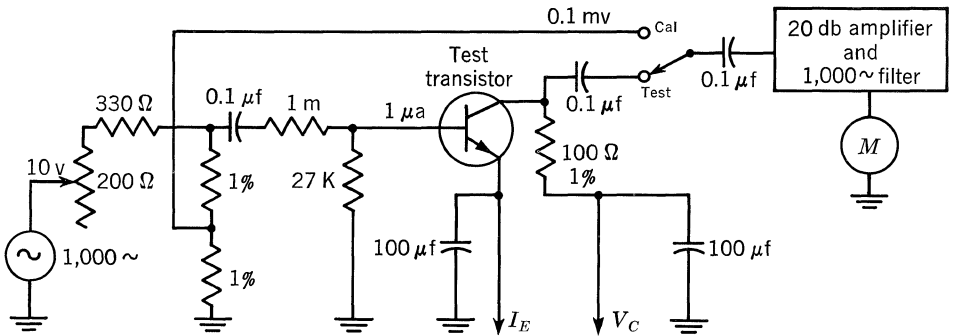 0.1 mv
Cal
20 db amplifier
and
1,000~ filter
Test
transistor
0.1 μf
Test
0.1 μf
330 Ω
0.1 μf
1 m
1 μa
10 v
200 Ω
1%
27 K
100 Ω
1%
M
1,000 ~
1%
100 μf
100 μf
I_E
V_C